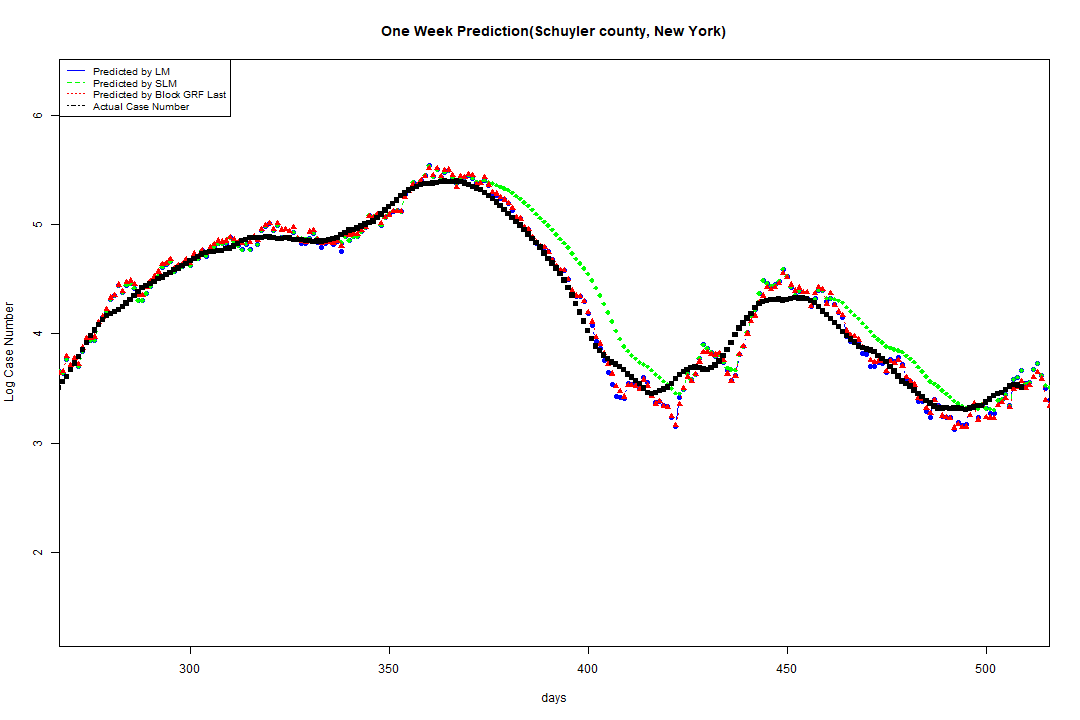 One Week Prediction(Schuyler county, New York)
Predicted by LM
Predicted by SLM
Predicted by Block GRF Last
Actual Case Number
6
5
4
3
2
Log Case Number
300 350 400 450 500
days